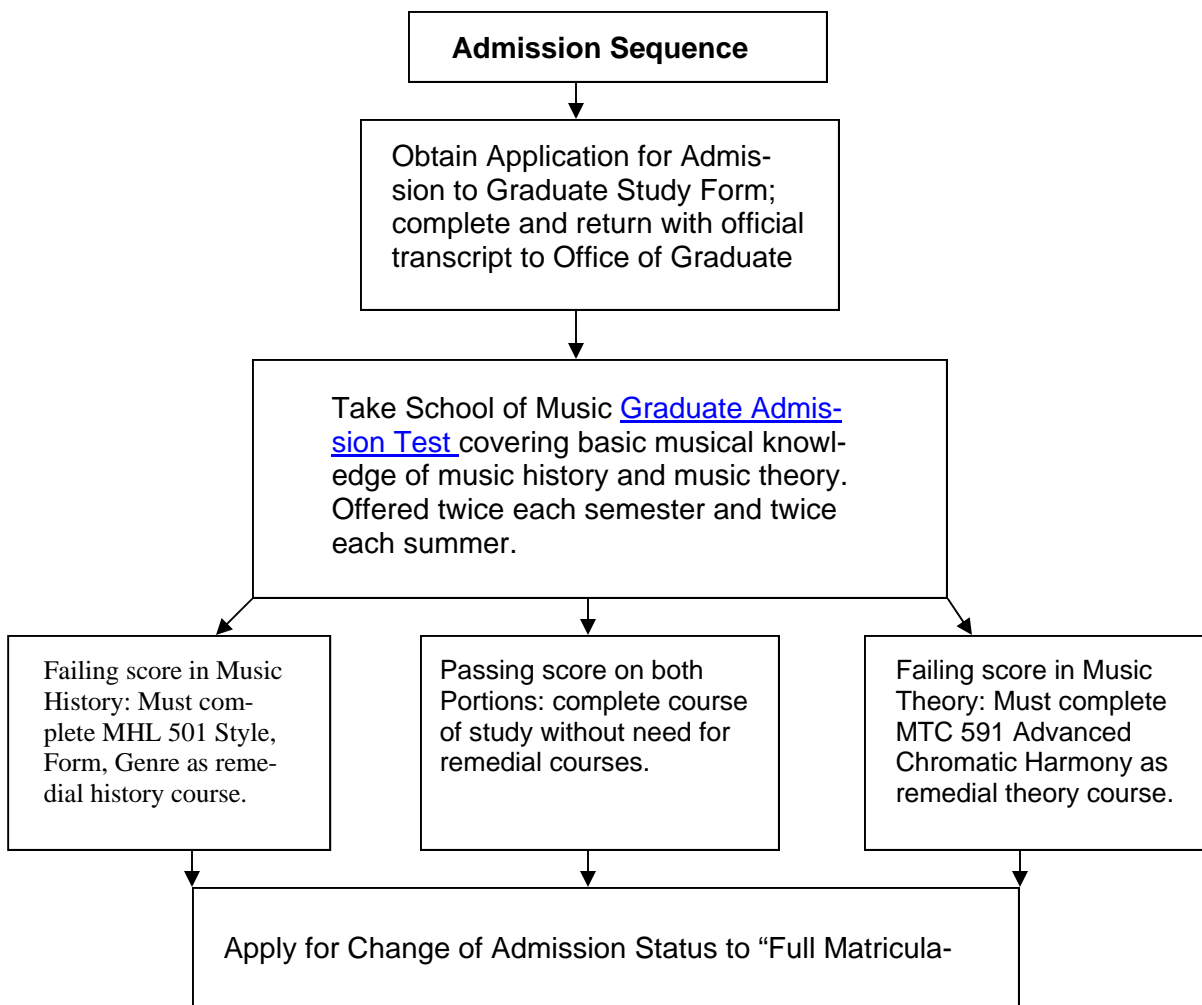 Admission Sequence
Obtain Application for Admis-
sion to Graduate Study Form;
complete and return with official
transcript to Office of Graduate
Take School of Music Graduate Admis-
sion Test covering basic musical knowl-
edge of music history and music theory.
Offered twice each semester and twice
each summer.
Failing score in Music
History: Must com-
plete MHL 501 Style,
Form, Genre as reme-
dial history course.
Passing score on both
Portions: complete course
of study without need for
remedial courses.
Failing score in Music
Theory: Must complete
MTC 591 Advanced
Chromatic Harmony as
remedial theory course.
Apply for Change of Admission Status to “Full Matricula-